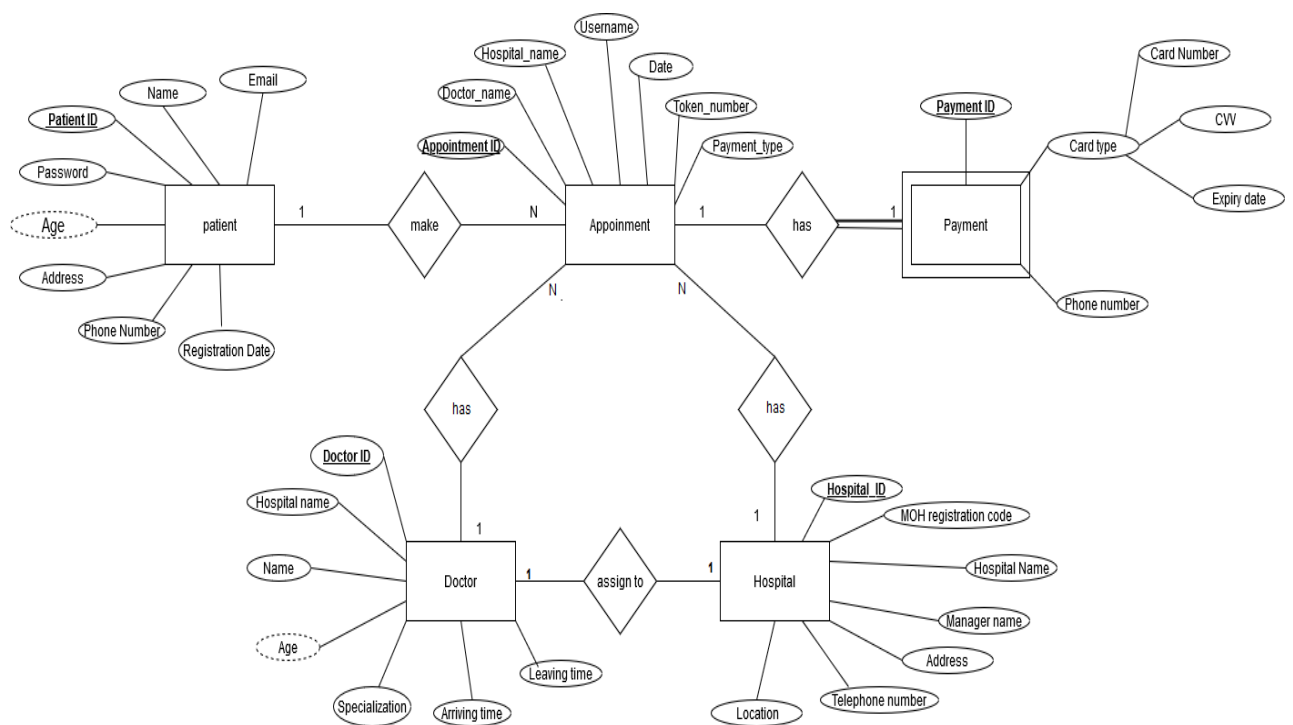 Username
Hospital_name
Date
Card Number
Email
Name
Doctor_name
Token_number
Payment ID
CVV
Patient ID
Appointment ID
Payment_type
Card type
Password
Expiry date
1
N
1
1
Age
patient
make
Appoinment
has
Payment
Address
N
.
N
Phone number
Phone Number
Registration Date
has
has
Doctor ID
Hospital_ID
Hospital name
MOH registration code
1
1
Name
Hospital Name
1
1
Doctor
assign to
Hospital
Manager name
Age
Address
Leaving time
Specialization
Arriving time
Location
Telephone number